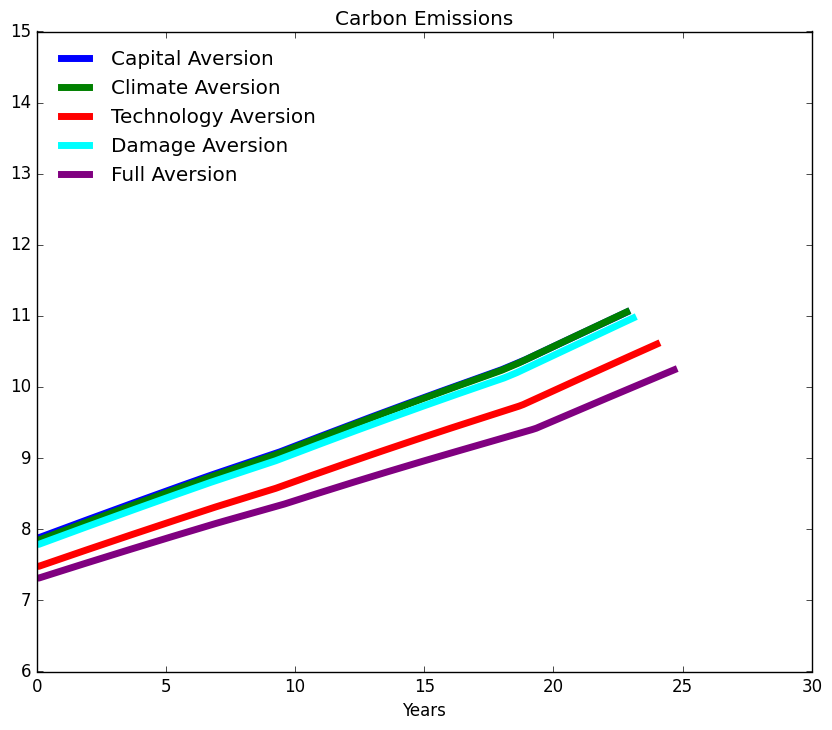 Carbon Emissions
15
14
13
12
11
10
9
8
7
6
Capital Aversion
Climate Aversion
Technology Aversion
Damage Aversion
Full Aversion
0 5 10 15 20 25 30
Years